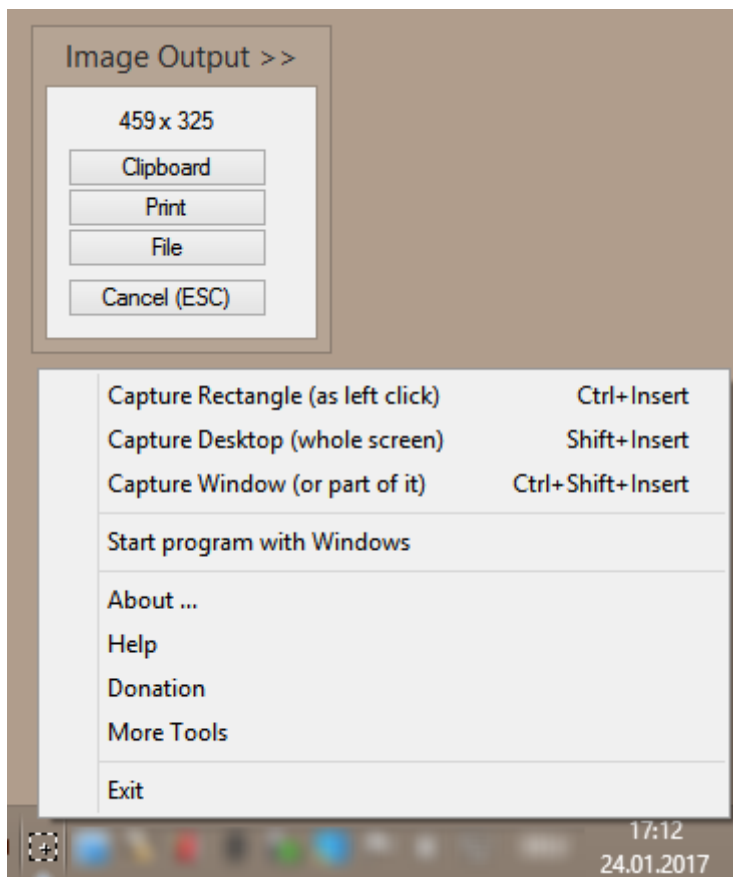 Image Output >>
459 x 325
Clipboard
Print
File
Cancel (ESC)
Capture Rectangle (as left click) Ctrl+Insert
Capture Desktop (whole screen) Shift+Insert
Capture Window (or part of it) Ctrl+Shift+Insert
Start program with Windows
About ...
Help
Donation
More Tools
Exit
17:12
24.01.2017